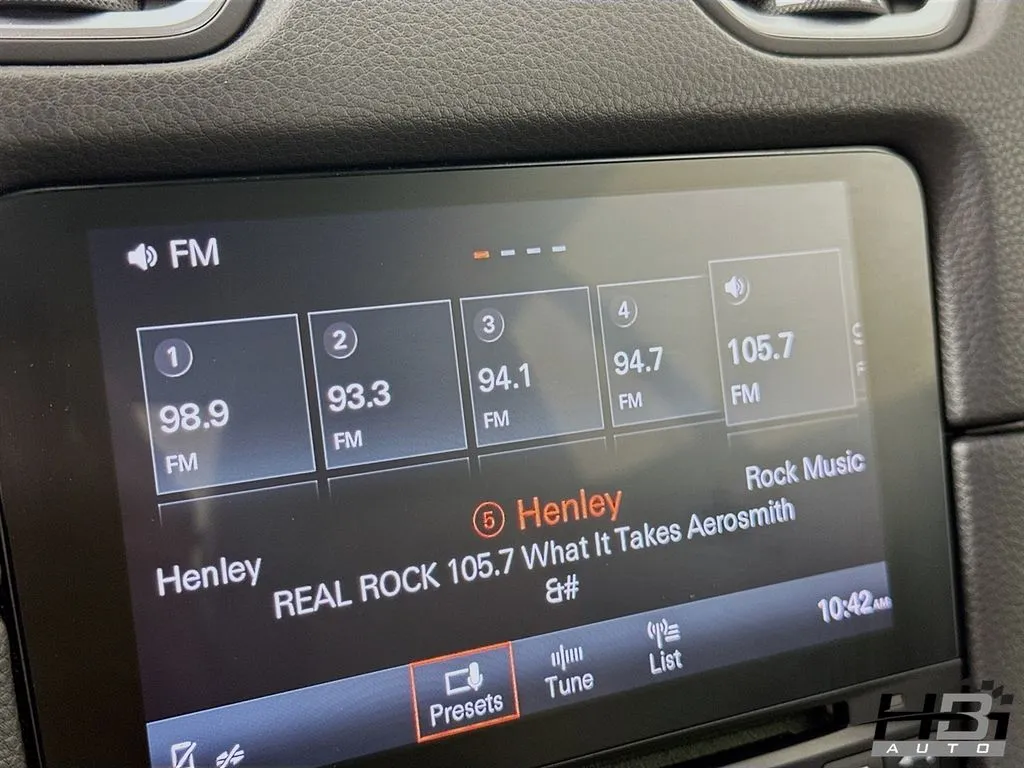 FM
1
98.9
FM
2
93.3
FM
3
94.1
FM
4
94.7
FM
105.7
FM
Rock Music
5 Henley
Henley
REAL ROCK 105.7 What It Takes Aerosmith
&#
10:42AM
Presets
Tune
List
HBI
AUTO